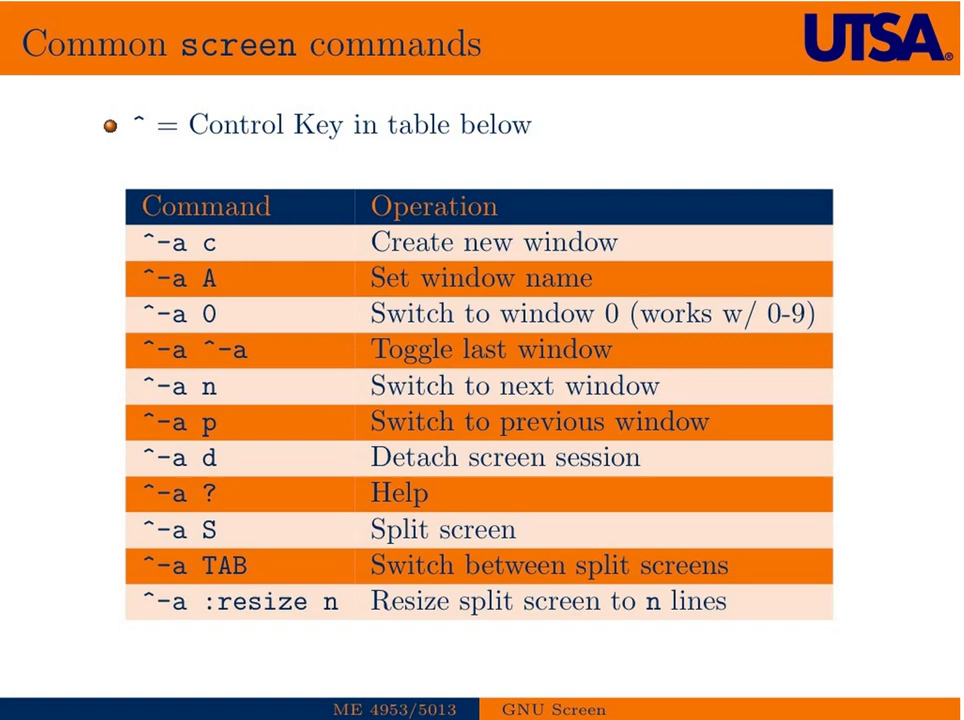 Common screen commands
UTSA®
^ = Control Key in table below
Command Operation
^-a c Create new window
^-a A Set window name
^-a 0 Switch to window 0 (works w/ 0-9)
^-a ^-a Toggle last window
^-a n Switch to next window
^-a p Switch to previous window
^-a d Detach screen session
^-a ? Help
^-a S Split screen
^-a TAB Switch between split screens
^-a :resize n Resize split screen to n lines
ME 4953/5013 GNU Screen